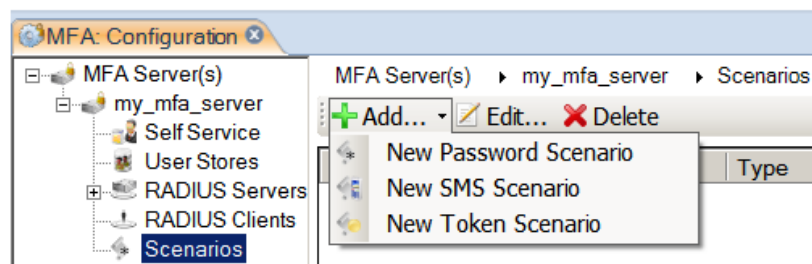 MFA: Configuration
MFA Server(s)
my_mfa_server
Self Service
User Stores
RADIUS Servers
RADIUS Clients
Scenarios
MFA Server(s) my_mfa_server Scenarios
Add... Edit... Delete
New Password Scenario
New SMS Scenario
New Token Scenario
Type